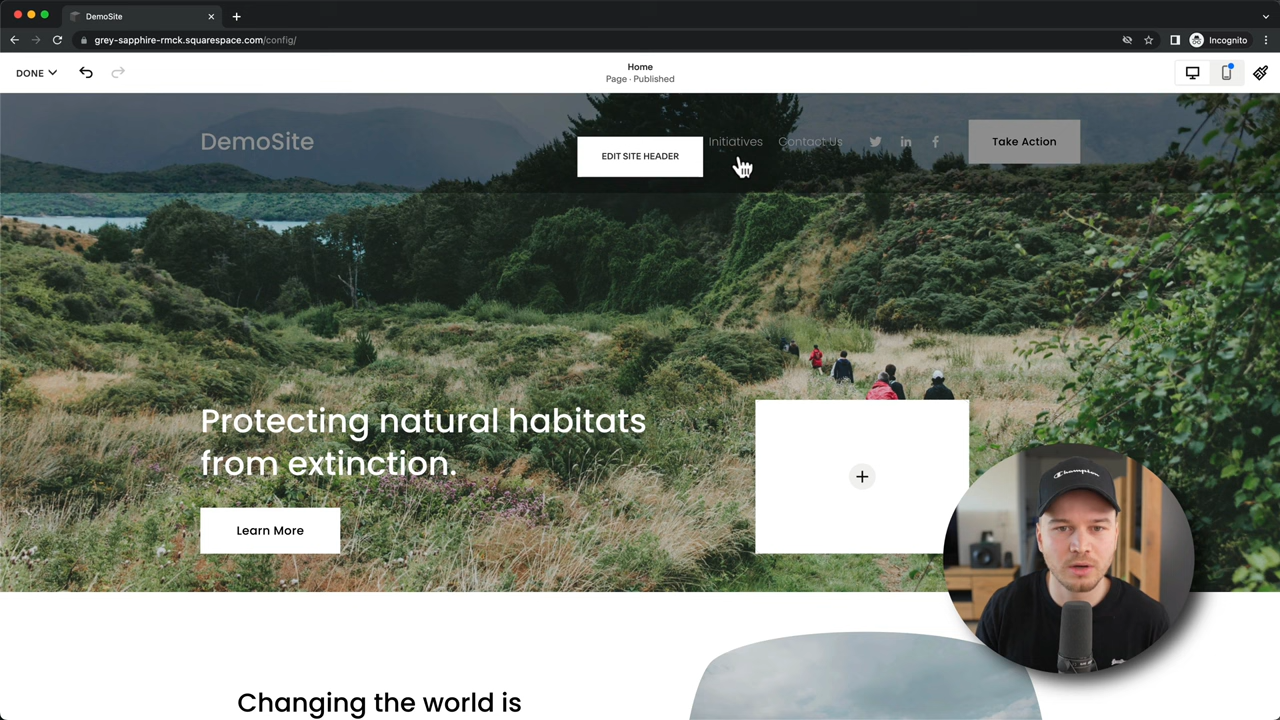 DemoSite
grey-sapphire-rmck.squarespace.com/config/
Incognito
DONE
Home
Page · Published
DemoSite
EDIT SITE HEADER
Initiatives
Contact Us
Take Action
Protecting natural habitats
from extinction.
Learn More
Champion
Changing the world is